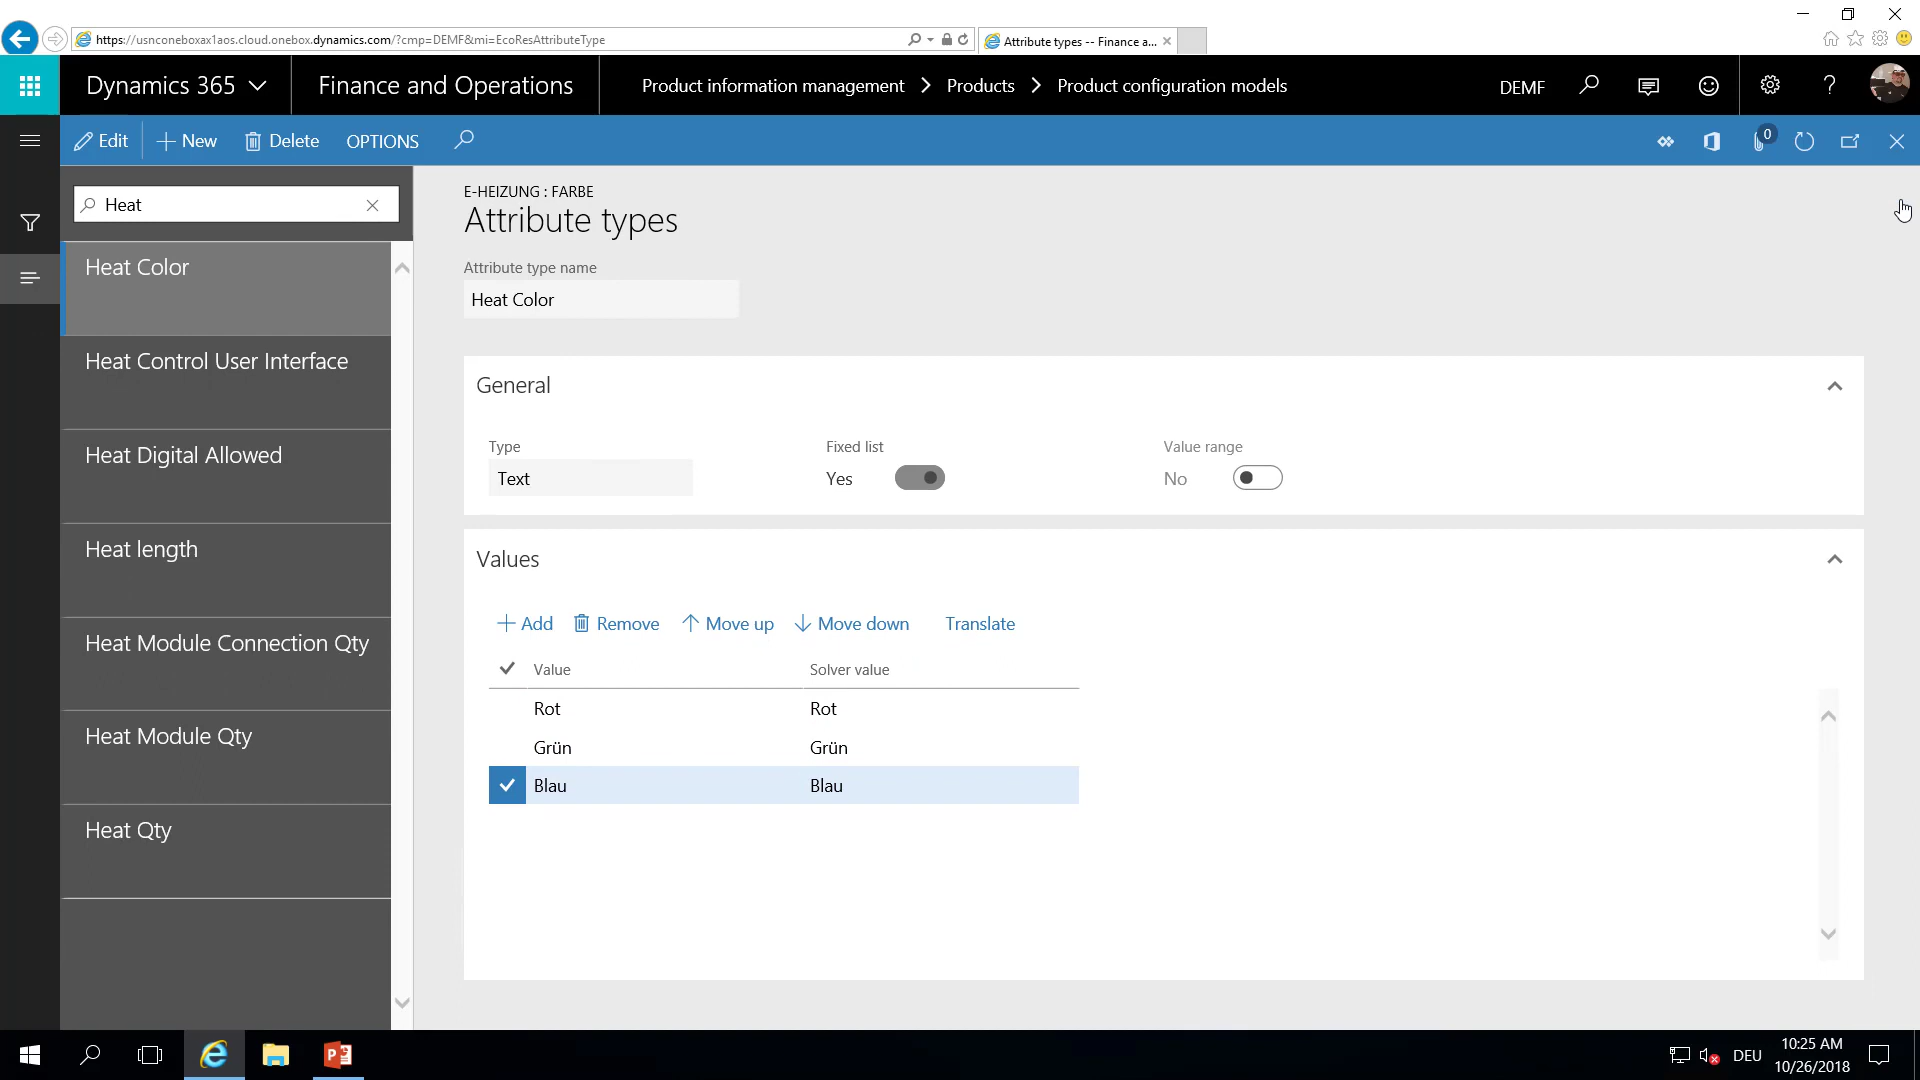 https://usnconeboxax1aos.cloud.onebox.dynamics.com/?cmp=DEMF&mi=EcoResAttributeType
Attribute types -- Finance a...
Dynamics 365
Finance and Operations
Product information management
Products
Product configuration models
DEMF
Edit
New
Delete
OPTIONS
0
Heat
Heat Color
Heat Control User Interface
Heat Digital Allowed
Heat length
Heat Module Connection Qty
Heat Module Qty
Heat Qty
E-HEIZUNG : FARBE
Attribute types
Attribute type name
Heat Color
General
Type
Fixed list
Value range
Text
Yes
No
Values
Add
Remove
Move up
Move down
Translate
Value
Solver value
Rot
Rot
Grün
Grün
Blau
Blau
DEU
10:25 AM
10/26/2018